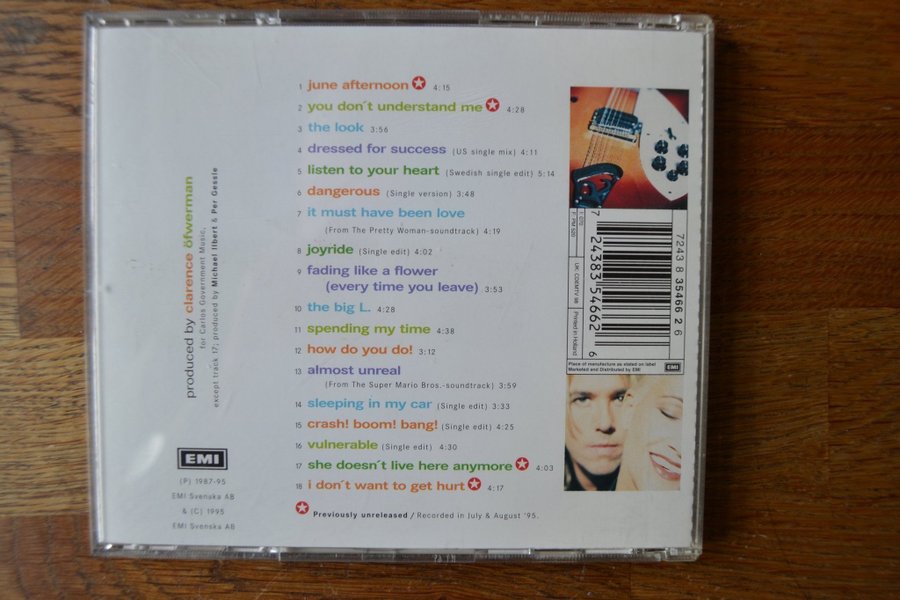 1 june afternoon 4:15
2 you don´t understand me 4:28
3 the look 3:56
4 dressed for success (US single mix) 4:11
5 listen to your heart (Swedish single edit) 5:14
6 dangerous (Single version) 3:48
7 it must have been love
(From The Pretty Woman-soundtrack) 4:19
8 joyride (Single edit) 4:02
9 fading like a flower
(every time you leave) 3:53
10 the big L. 4:28
11 spending my time 4:38
12 how do you do! 3:12
13 almost unreal
(From The Super Mario Bros.-soundtrack) 3:59
14 sleeping in my car (Single edit) 3:33
15 crash! boom! bang! (Single edit) 4:25
16 vulnerable (Single edit) 4:30
17 she doesn´t live here anymore 4:03
18 i don´t want to get hurt 4:17
Previously unreleased / Recorded in July & August '95.
produced by clarence öfwerman
for Carlos Government Music,
except track 17; produced by Michael Ilbert & Per Gessle
EMI
(P) 1987-95
EMI Svenska AB
& (C) 1995
EMI Svenska AB
7243 8 35466 2 6
7 24383 54662 6
F: PM 520
UK: CDEMTV 98
Printed in Holland
Place of manufacture as stated on label
Marketed and Distributed by EMI
EMI